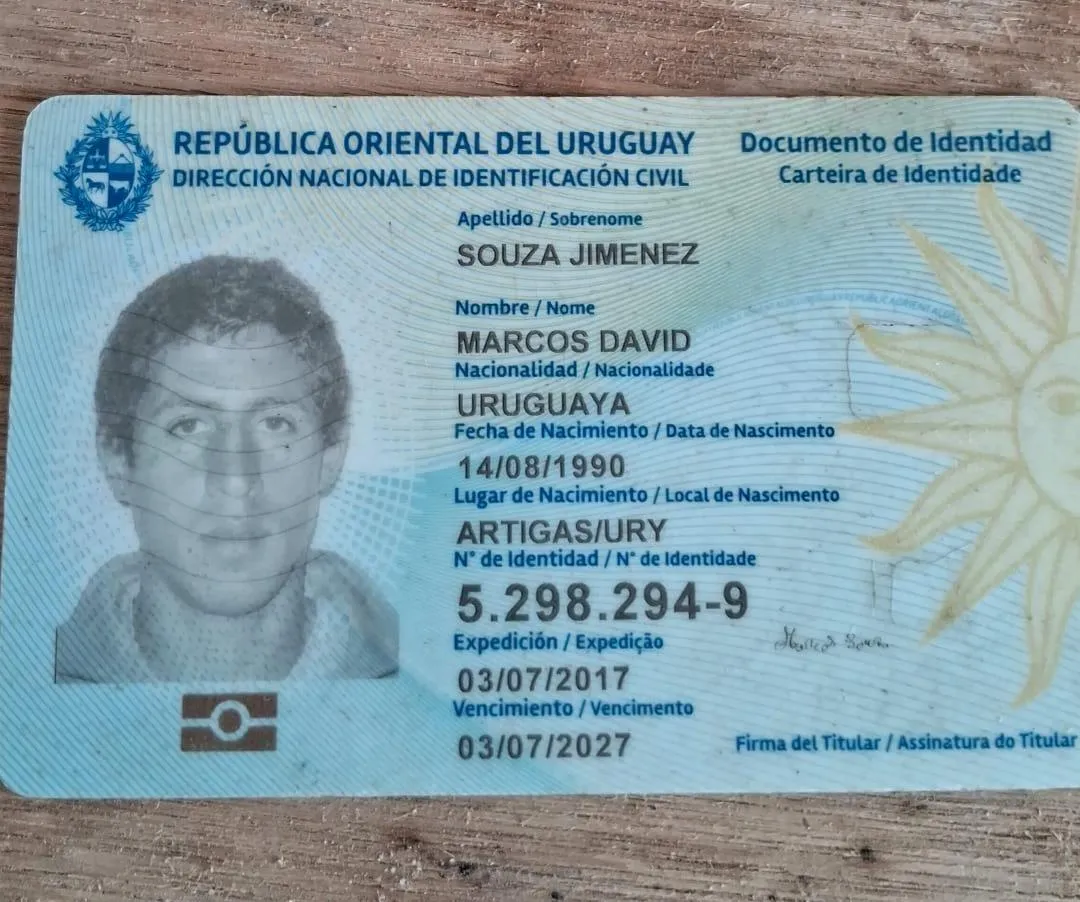 REPÚBLICA ORIENTAL DEL URUGUAY
DIRECCIÓN NACIONAL DE IDENTIFICACIÓN CIVIL
Documento de Identidad
Carteira de Identidade
Apellido / Sobrenome
SOUZA JIMENEZ
Nombre / Nome
MARCOS DAVID
Nacionalidad / Nacionalidade
URUGUAYA
Fecha de Nacimiento / Data de Nascimento
14/08/1990
Lugar de Nacimiento / Local de Nascimento
ARTIGAS/URY
N° de Identidad / N° de Identidade
5.298.294-9
Expedición / Expedição
03/07/2017
Vencimiento / Vencimento
03/07/2027
Firma del Titular / Assinatura do Titular